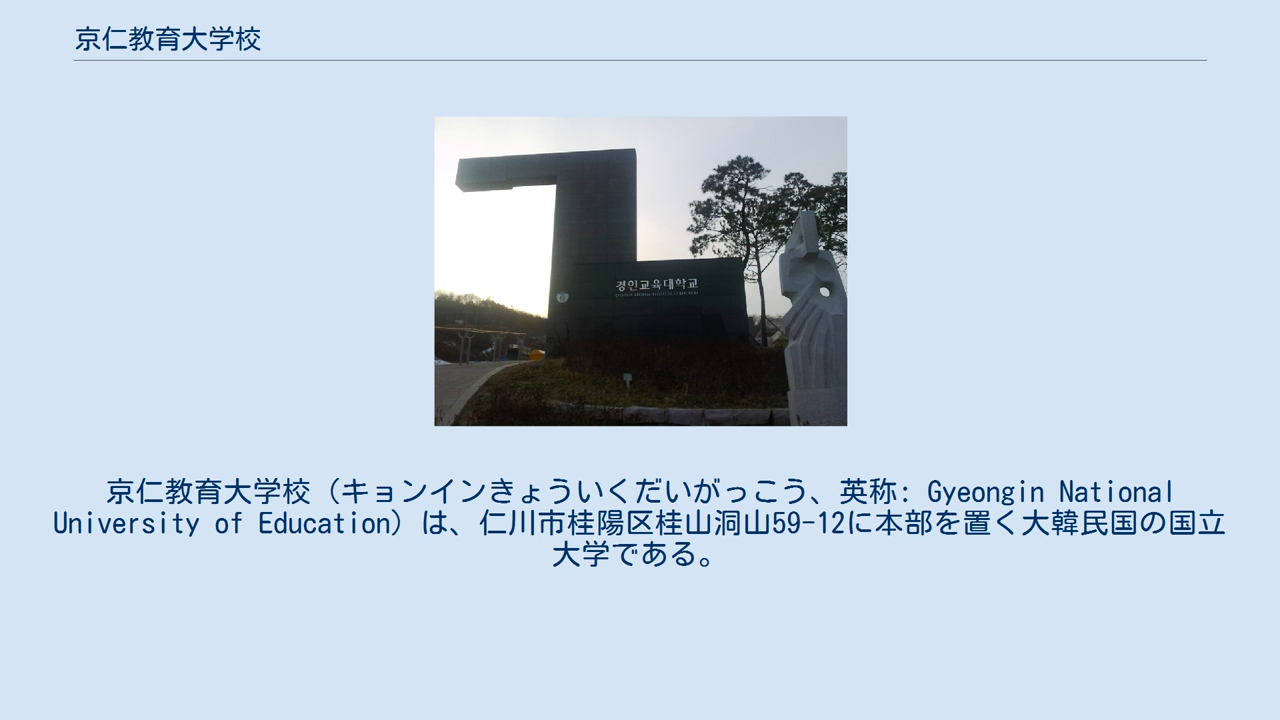 京仁教育大学校
경인교육대학교
京仁教育大学校（キョンインきょういくだいがっこう、英称: Gyeongin National
University of Education）は、仁川市桂陽区桂山洞山59-12に本部を置く大韓民国の国立
大学である。